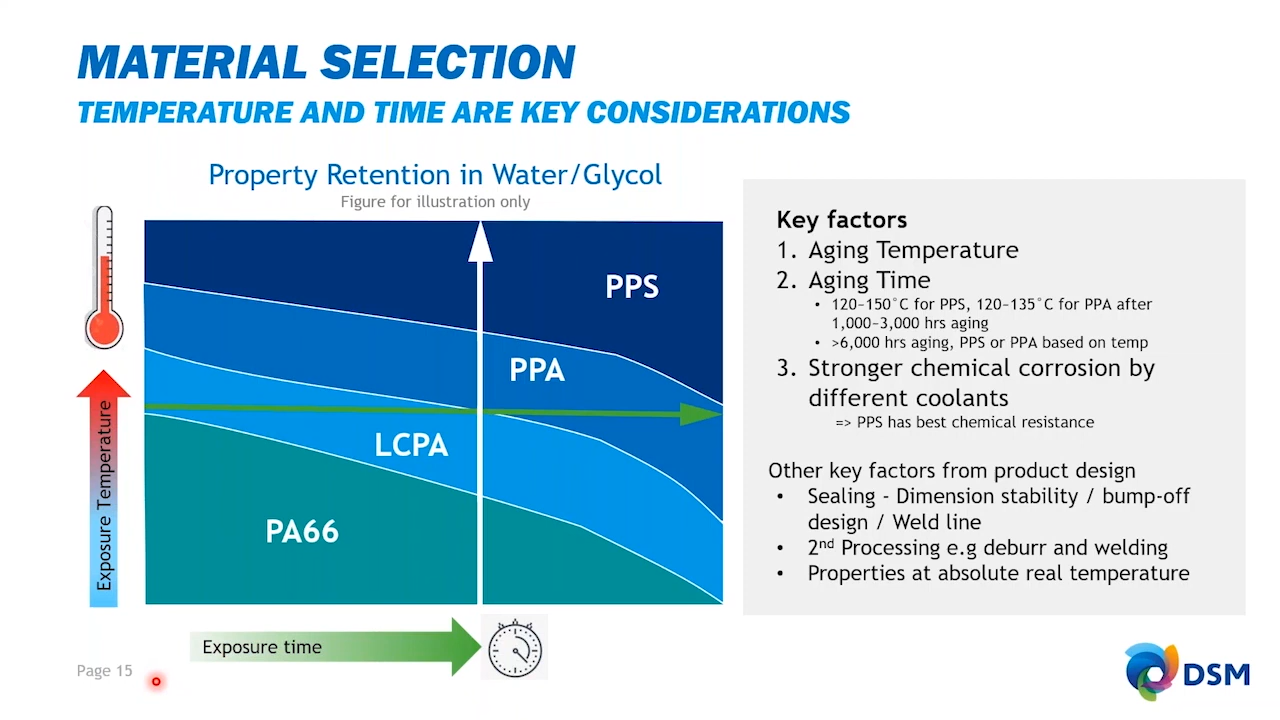 MATERIAL SELECTION
TEMPERATURE AND TIME ARE KEY CONSIDERATIONS
Property Retention in Water/Glycol
Figure for illustration only
PPS
PPA
LCPA
PA66
Exposure Temperature
Exposure time
Key factors
1. Aging Temperature
2. Aging Time
• 120–150°C for PPS, 120–135°C for PPA after
1,000–3,000 hrs aging
• >6,000 hrs aging, PPS or PPA based on temp
3. Stronger chemical corrosion by
different coolants
=> PPS has best chemical resistance
Other key factors from product design
• Sealing - Dimension stability / bump-off
design / Weld line
• 2nd Processing e.g deburr and welding
• Properties at absolute real temperature
Page 15
DSM